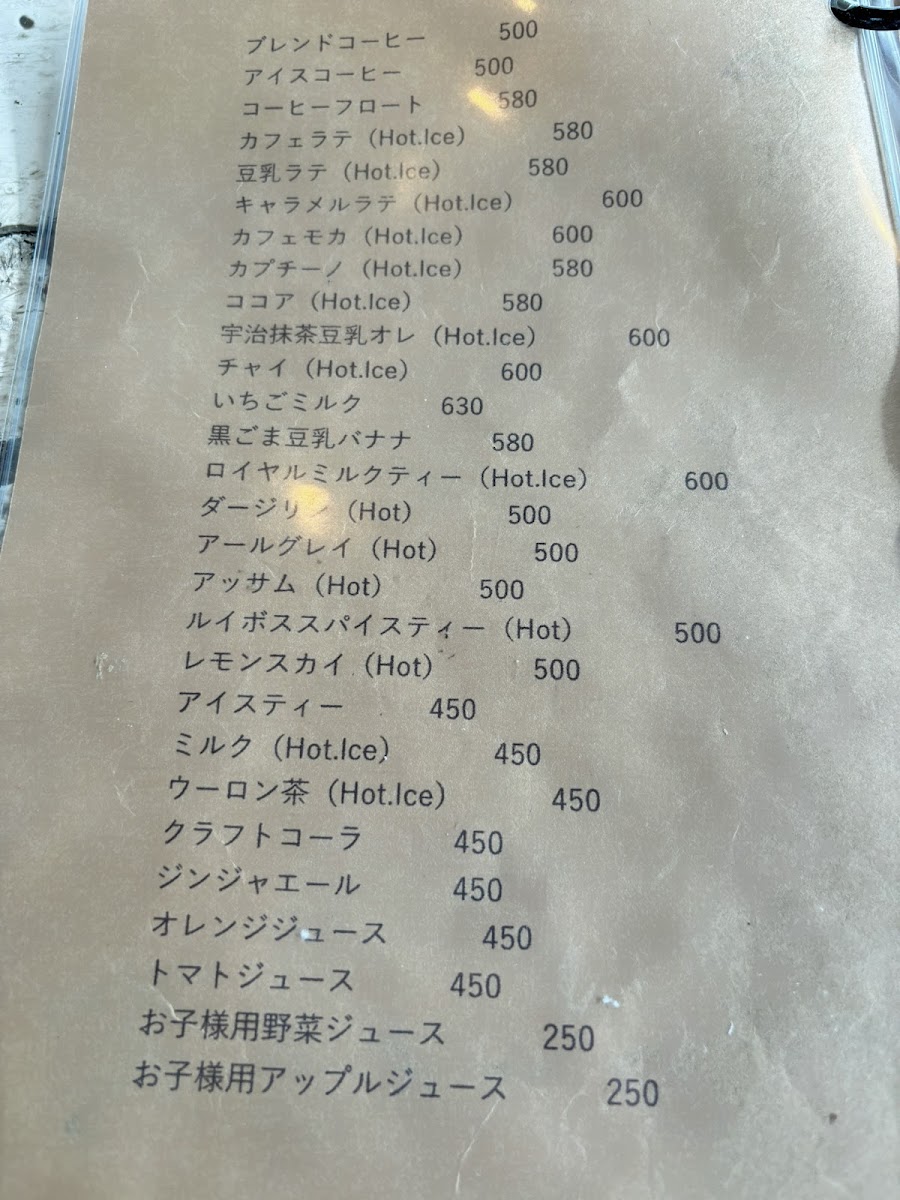 ブレンドコーヒー 500
アイスコーヒー 500
コーヒーフロート 580
カフェラテ（Hot.Ice） 580
豆乳ラテ（Hot.Ice） 580
キャラメルラテ（Hot.Ice） 600
カフェモカ（Hot.Ice） 600
カプチーノ（Hot.Ice） 580
ココア（Hot.Ice） 580
宇治抹茶豆乳オレ（Hot.Ice） 600
チャイ（Hot.Ice） 600
いちごミルク 630
黒ごま豆乳バナナ 580
ロイヤルミルクティー（Hot.Ice） 600
ダージリン（Hot） 500
アールグレイ（Hot） 500
アッサム（Hot） 500
ルイボススパイスティー（Hot） 500
レモンスカイ（Hot） 500
アイスティー 450
ミルク（Hot.Ice） 450
ウーロン茶（Hot.Ice） 450
クラフトコーラ 450
ジンジャエール 450
オレンジジュース 450
トマトジュース 450
お子様用野菜ジュース 250
お子様用アップルジュース 250